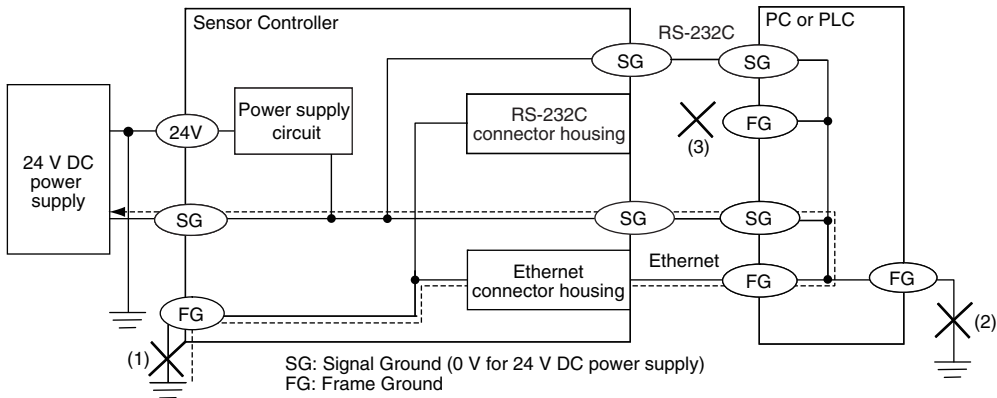 Sensor Controller
PC or PLC
RS-232C
SG
SG
24 V DC
power
supply
24V
Power supply
circuit
RS-232C
connector housing
(3)
FG
SG
SG
SG
Ethernet
connector housing
Ethernet
FG
FG
FG
(1)
(2)
SG: Signal Ground (0 V for 24 V DC power supply)
FG: Frame Ground